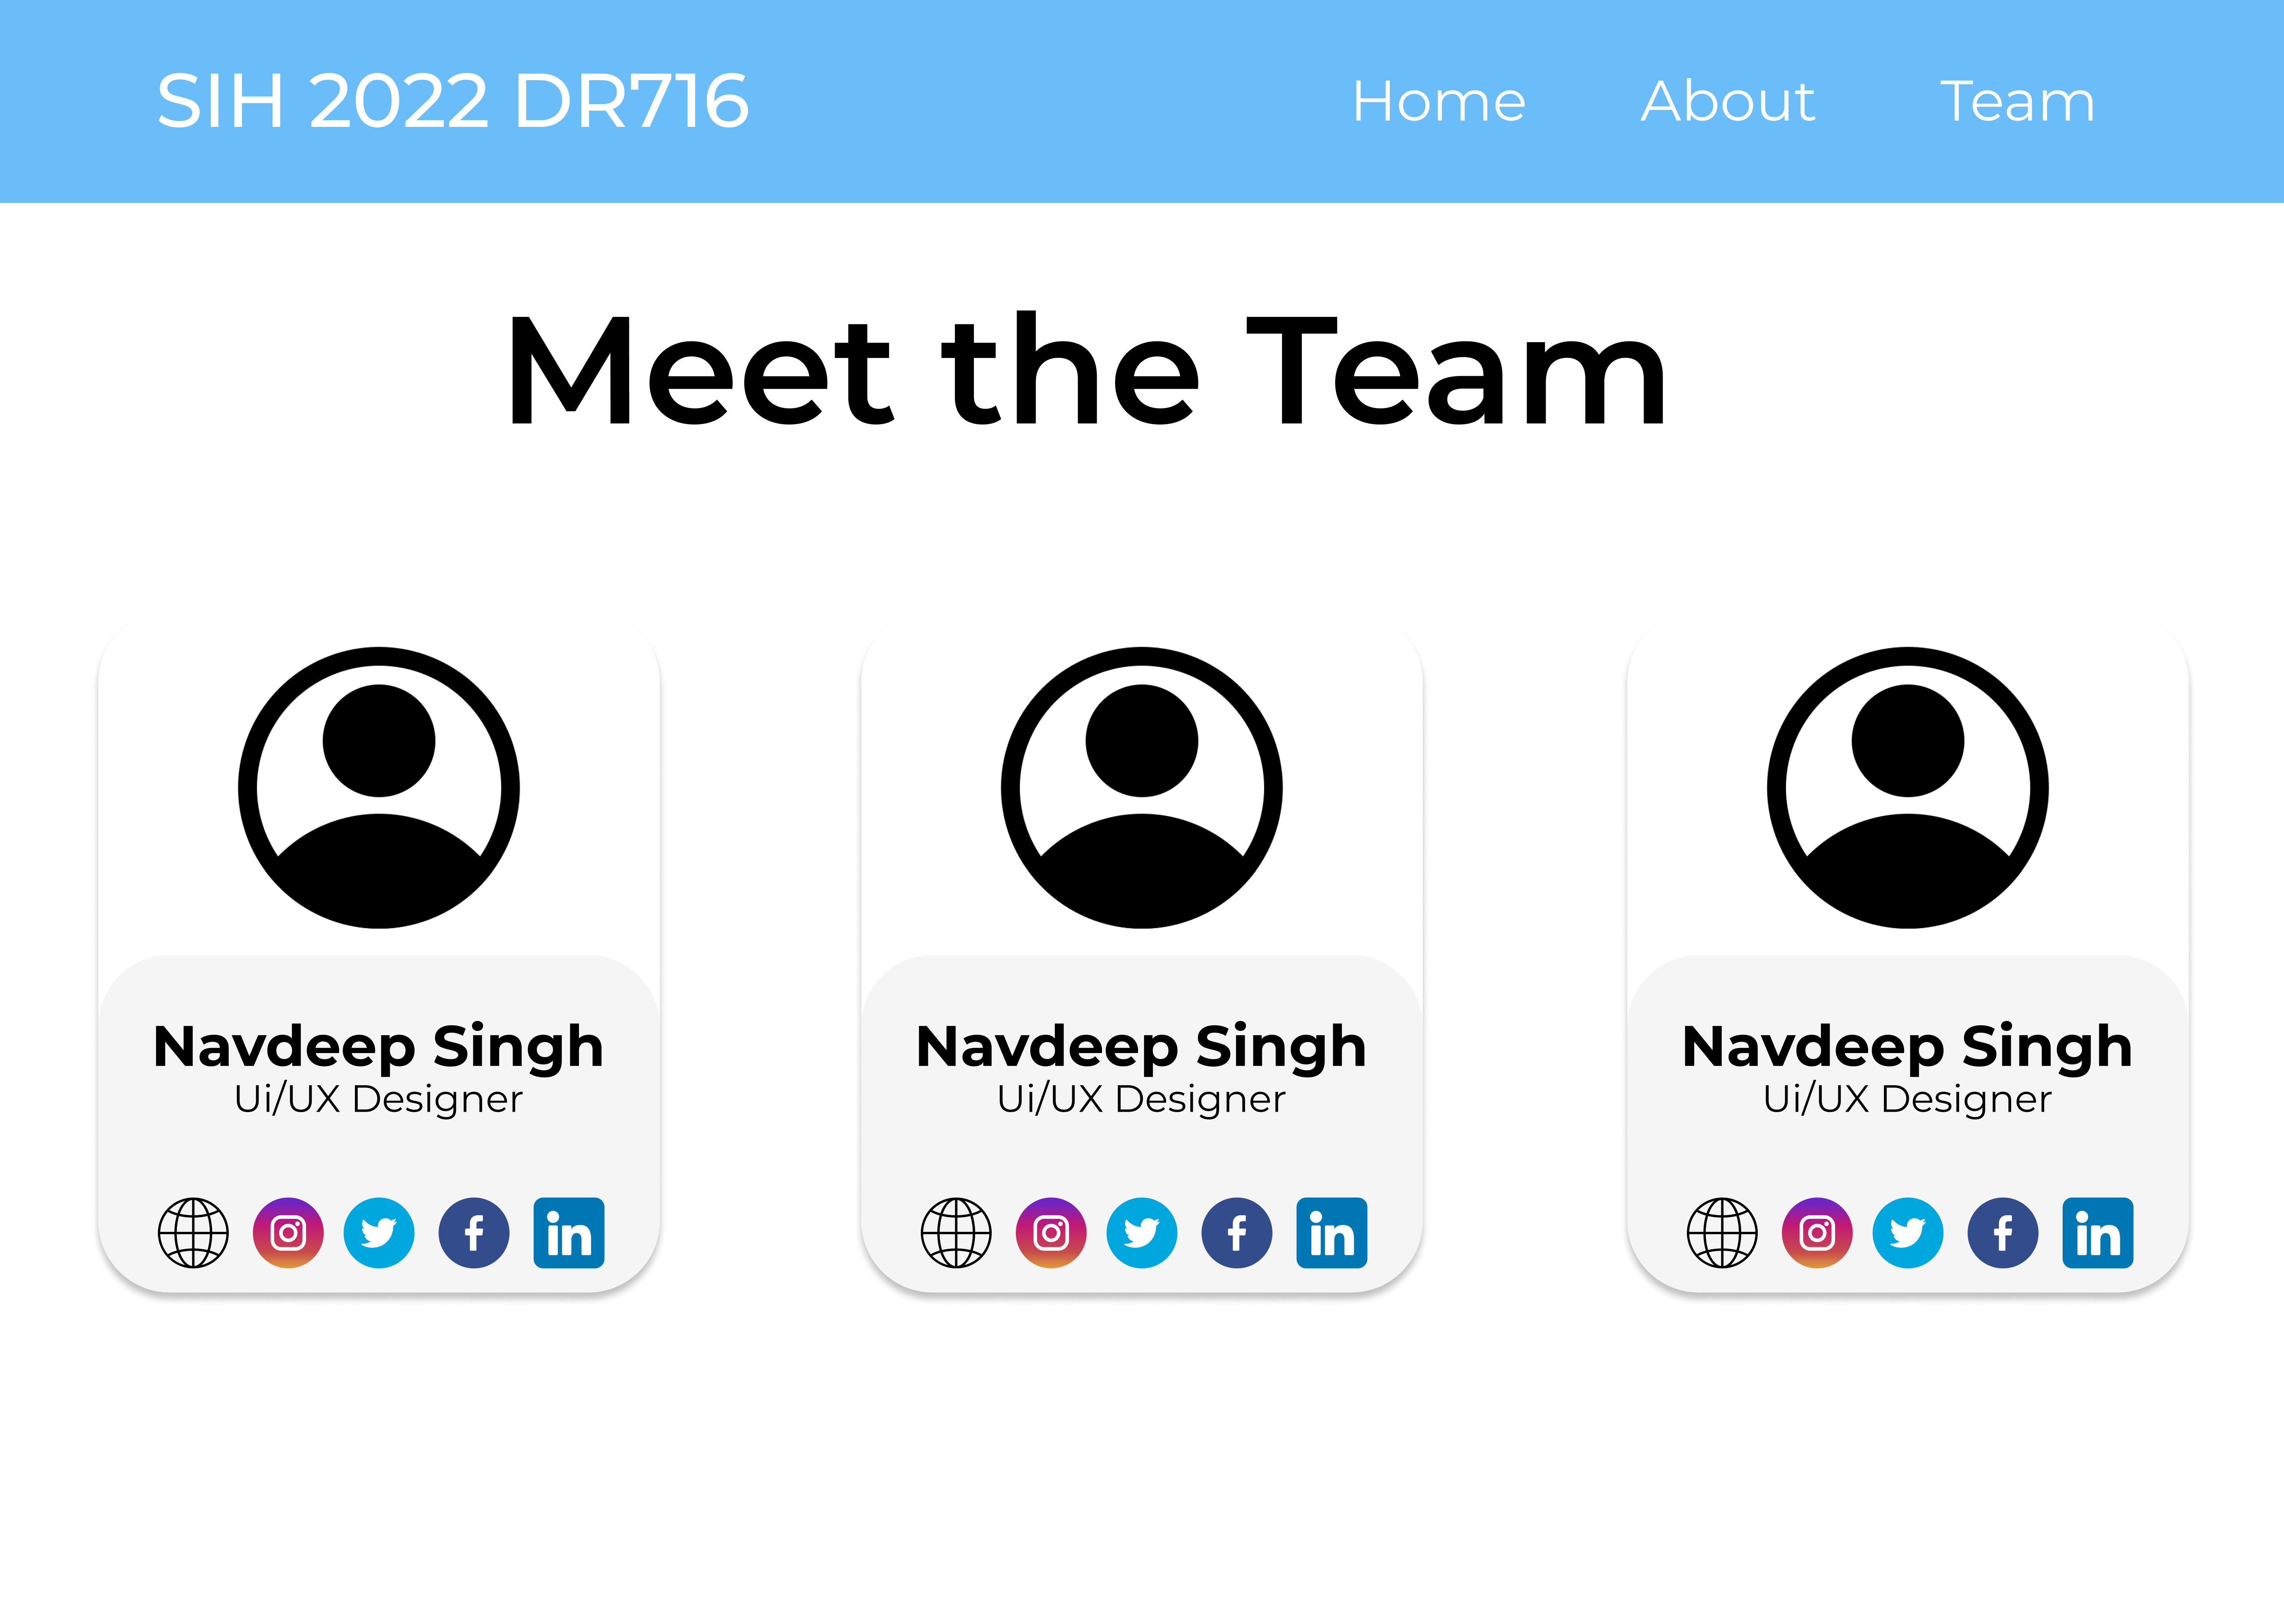 SIH 2022 DR716
Home About Team
Meet the Team
Navdeep Singh
Ui/UX Designer
in
Navdeep Singh
Ui/UX Designer
in
Navdeep Singh
Ui/UX Designer
in